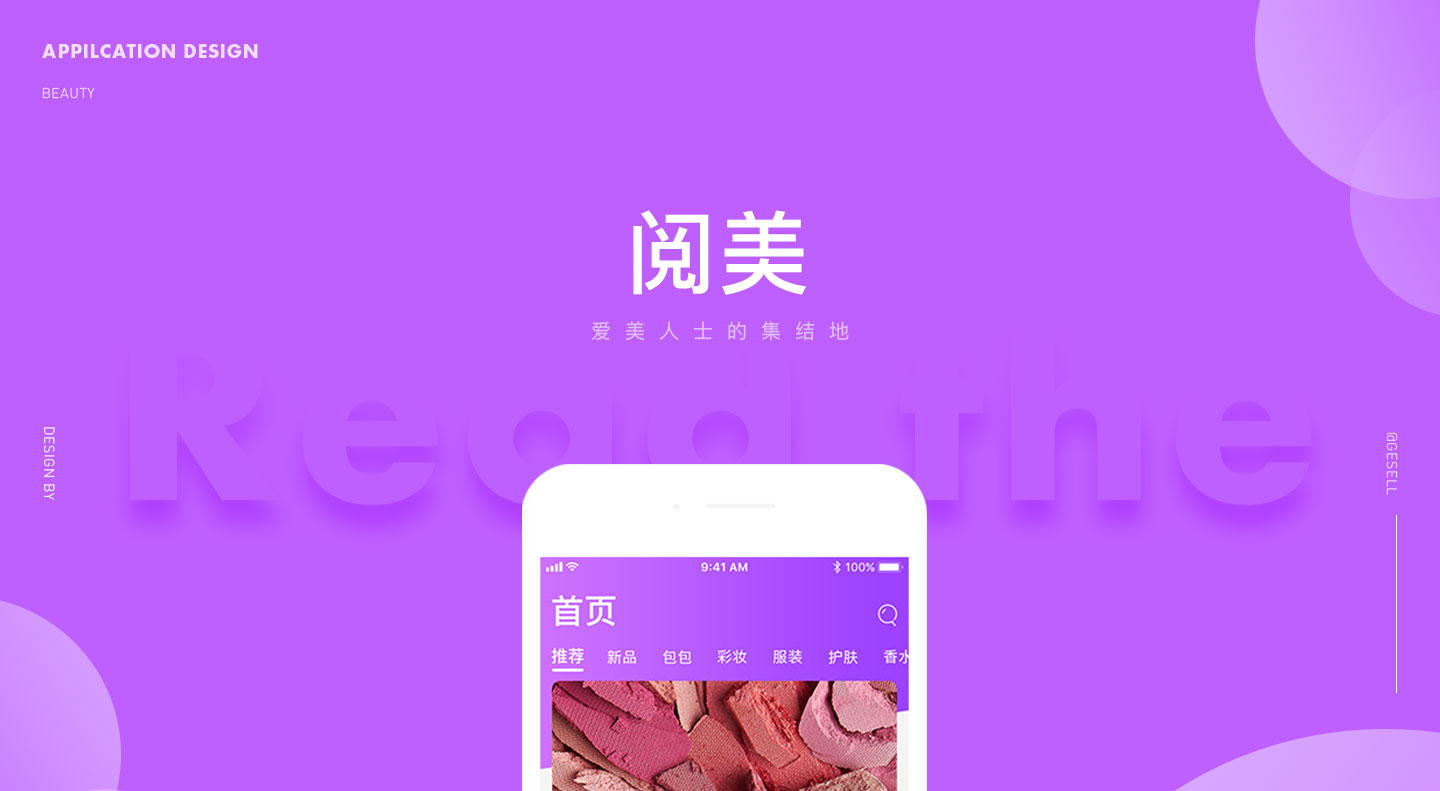 APPILCATION DESIGN
BEAUTY
阅美
爱美人士的集结地
Read the
DESIGN BY
@GESELL
9:41 AM
100%
首页
推荐 新品 包包 彩妆 服装 护肤 香水